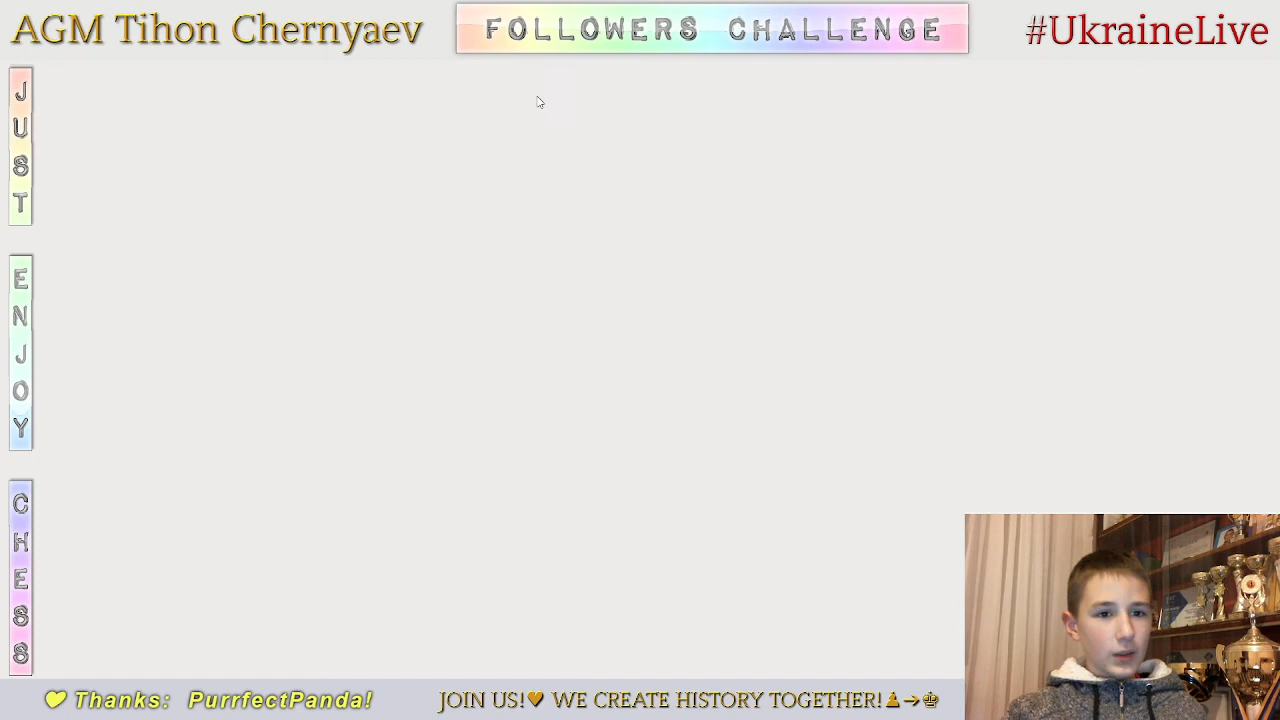 AGM Tihon Chernyaev
FOLLOWERS CHALLENGE
#UkraineLive
JUST
ENJOY
CHESS
Thanks: PurrfectPanda!
JOIN US!🧡 WE CREATE HISTORY TOGETHER!♟➔♚